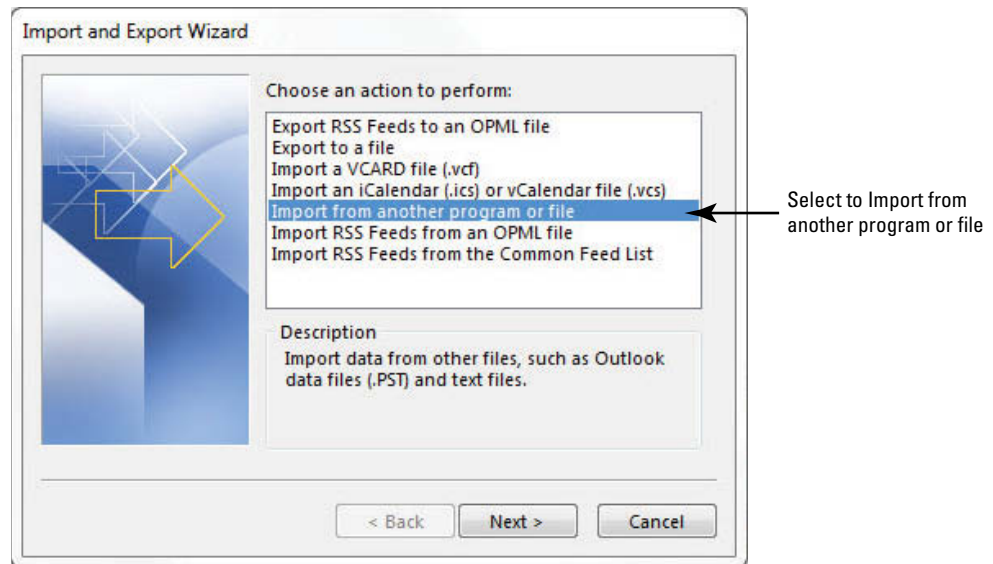 Import and Export Wizard
Choose an action to perform:
Export RSS Feeds to an OPML file
Export to a file
Import a VCARD file (.vcf)
Import an iCalendar (.ics) or vCalendar file (.vcs)
Import from another program or file
Import RSS Feeds from an OPML file
Import RSS Feeds from the Common Feed List
Select to Import from
another program or file
Description
Import data from other files, such as Outlook
data files (.PST) and text files.
< Back
Next >
Cancel